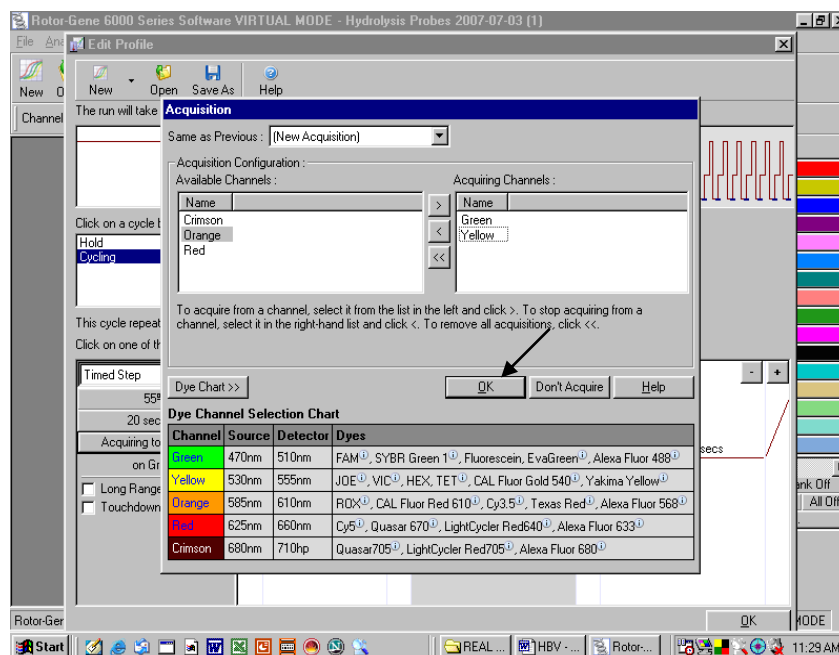 Rotor-Gene 6000 Series Software VIRTUAL MODE - Hydrolysis Probes 2007-07-03 (1)
File Ana
Edit Profile
New
New Open Save As Help
The run will take
Channel
Acquisition
Same as Previous : (New Acquisition)
Acquisition Configuration :
Available Channels :
Name
Crimson
Orange
Red
>
<
<<
Acquiring Channels :
Name
Green
Yellow
Click on a cycle b
Hold
Cycling
To acquire from a channel, select it from the list in the left and click >. To stop acquiring from a
channel, select it in the right-hand list and click <. To remove all acquisitions, click <<.
This cycle repeat
Click on one of th
Timed Step
55º
20 sec
Acquiring to
on Gr
Long Range
Touchdown
Dye Chart >> OK Don't Acquire Help
- +
secs
Dye Channel Selection Chart
Channel Source Detector Dyes
Green 470nm 510nm FAM, SYBR Green 1, Fluorescein, EvaGreen, Alexa Fluor 488
Yellow 530nm 555nm JOE, VIC, HEX, TET, CAL Fluor Gold 540, Yakima Yellow
Orange 585nm 610nm ROX, CAL Fluor Red 610, Cy3.5, Texas Red, Alexa Fluor 568
Red 625nm 660nm Cy5, Quasar 670, LightCycler Red640, Alexa Fluor 633
Crimson 680nm 710hp Quasar705, LightCycler Red705, Alexa Fluor 680
ank Off
All Off
OK
Rotor-Ger
MODE
Start REAL ... HBV - ... Rotor-... 11:29 AM